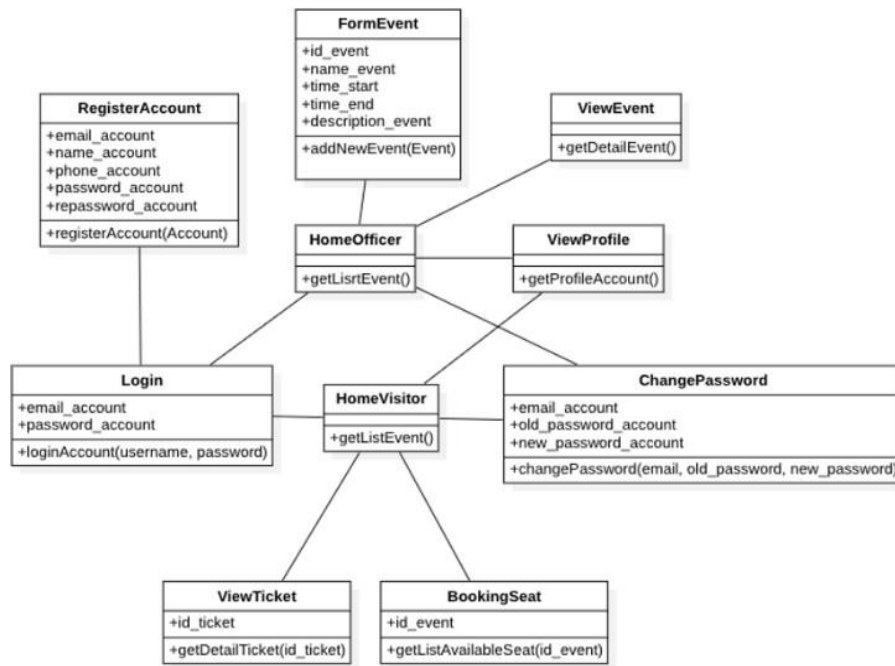 FormEvent
+id_event
+name_event
+time_start
+time_end
+description_event
+addNewEvent(Event)
RegisterAccount
+email_account
+name_account
+phone_account
+password_account
+repassword_account
+registerAccount(Account)
ViewEvent
+getDetailEvent()
HomeOfficer
+getLisrtEvent()
ViewProfile
+getProfileAccount()
Login
+email_account
+password_account
+loginAccount(username, password)
HomeVisitor
+getListEvent()
ChangePassword
+email_account
+old_password_account
+new_password_account
+changePassword(email, old_password, new_password)
ViewTicket
+id_ticket
+getDetailTicket(id_ticket)
BookingSeat
+id_event
+getListAvailableSeat(id_event)